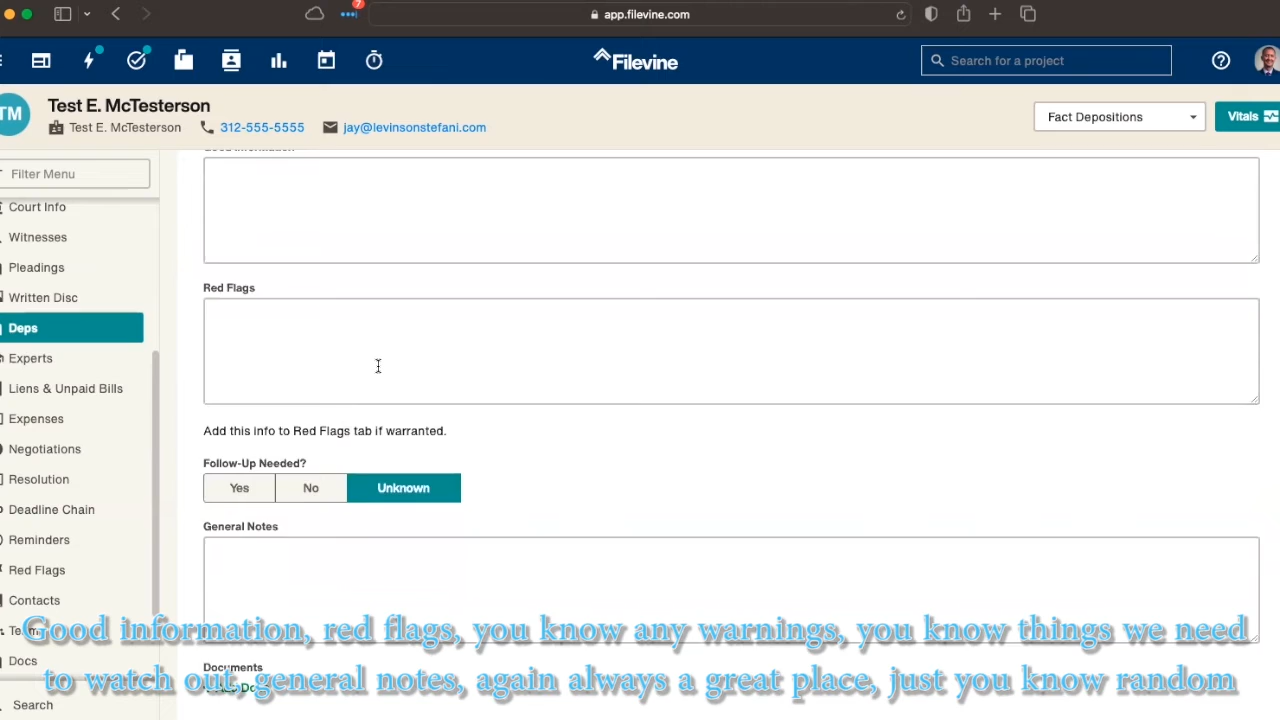 7
app.filevine.com
Filevine
Search for a project
TM
Test E. McTesterson
Test E. McTesterson 312-555-5555 jay@levinsonstefani.com
Fact Depositions
Vitals
Filter Menu
Court Info
Witnesses
Pleadings
Written Disc
Deps
Experts
Liens & Unpaid Bills
Expenses
Negotiations
Resolution
Deadline Chain
Reminders
Red Flags
Contacts
Docs
Search
Red Flags
Add this info to Red Flags tab if warranted.
Follow-Up Needed?
Yes No Unknown
General Notes
Documents
Good information, red flags, you know any warnings, you know things we need
to watch out, general notes, again always a great place, just you know random